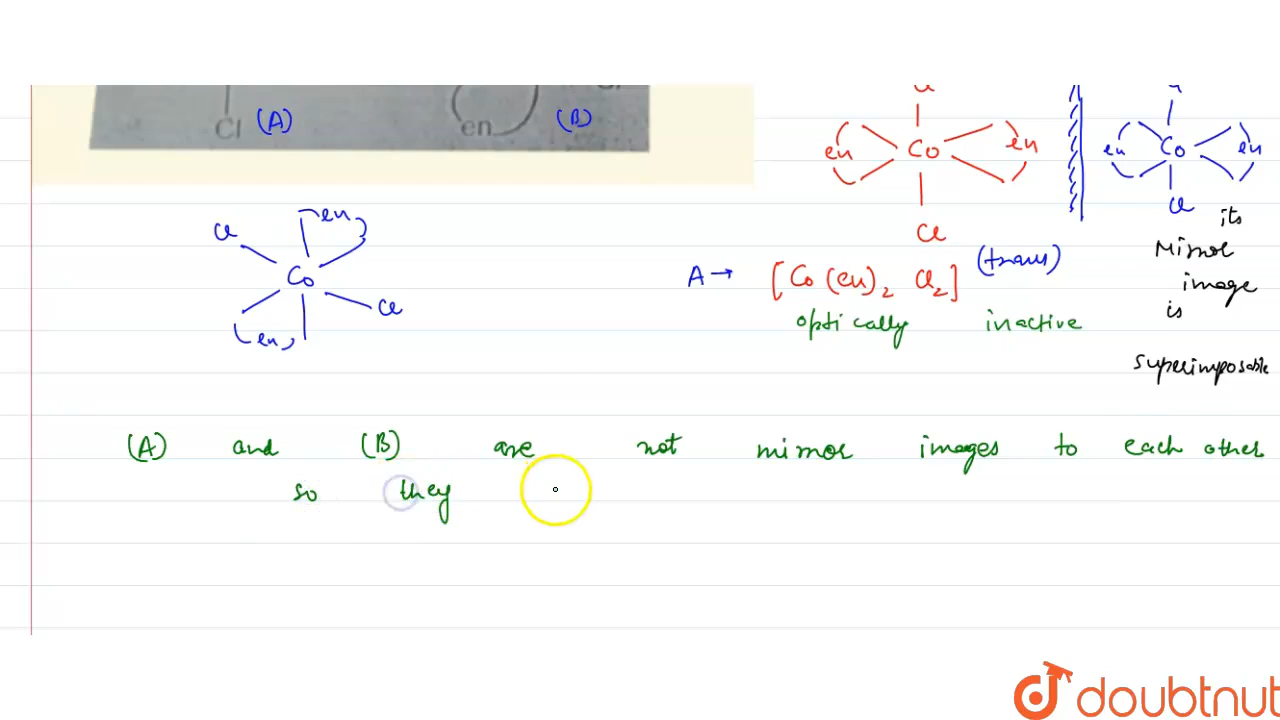 Cl (A)
en (B)
en Co en
Cl
en Co en
Cl
Cl en
Co
Cl
en
A → [Co (en)2 Cl2] (trans)
optically inactive
its
Mirror
image
is
superimposable
(A) and (B) are not mirror images to each other
so they
doubtnut